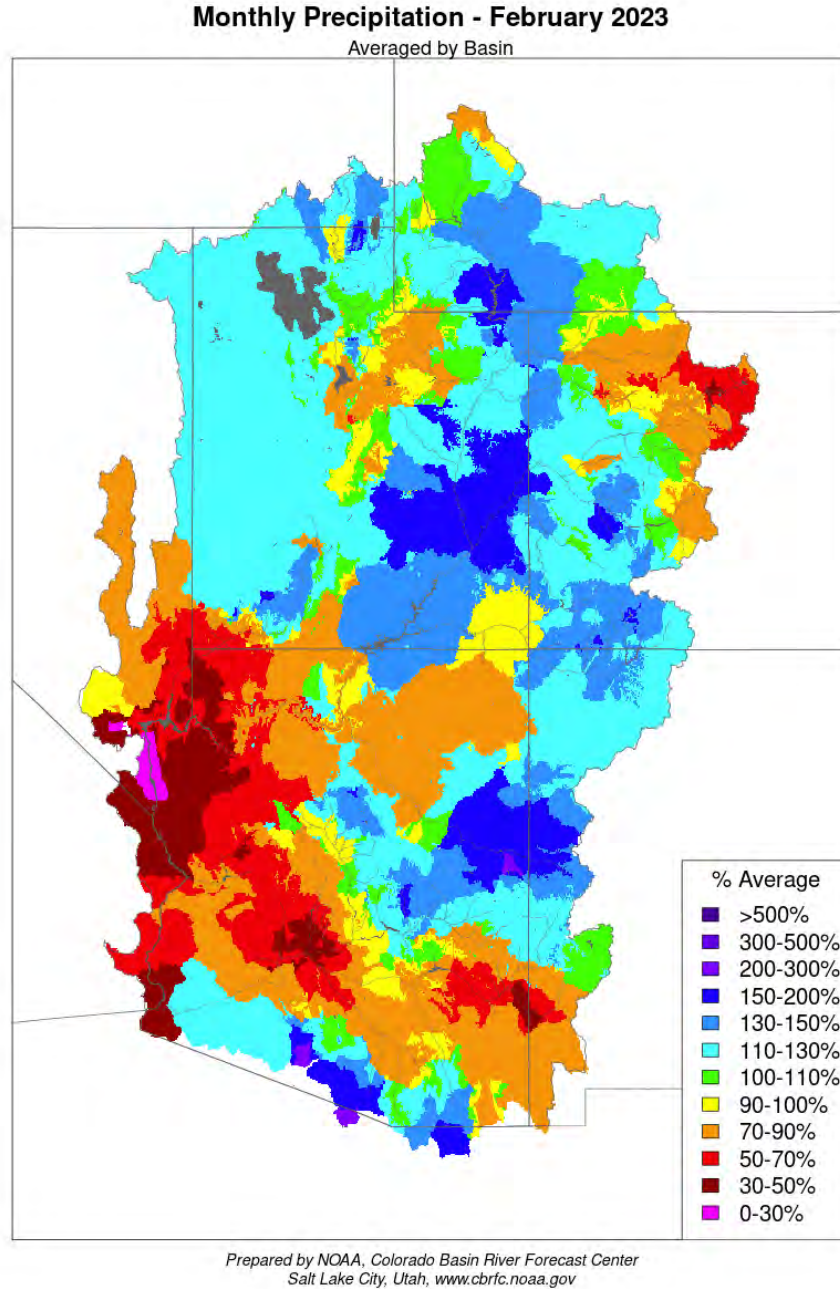 Monthly Precipitation - February 2023
Averaged by Basin
% Average
>500%
300-500%
200-300%
150-200%
130-150%
110-130%
100-110%
90-100%
70-90%
50-70%
30-50%
0-30%
Prepared by NOAA, Colorado Basin River Forecast Center
Salt Lake City, Utah, www.cbrfc.noaa.gov